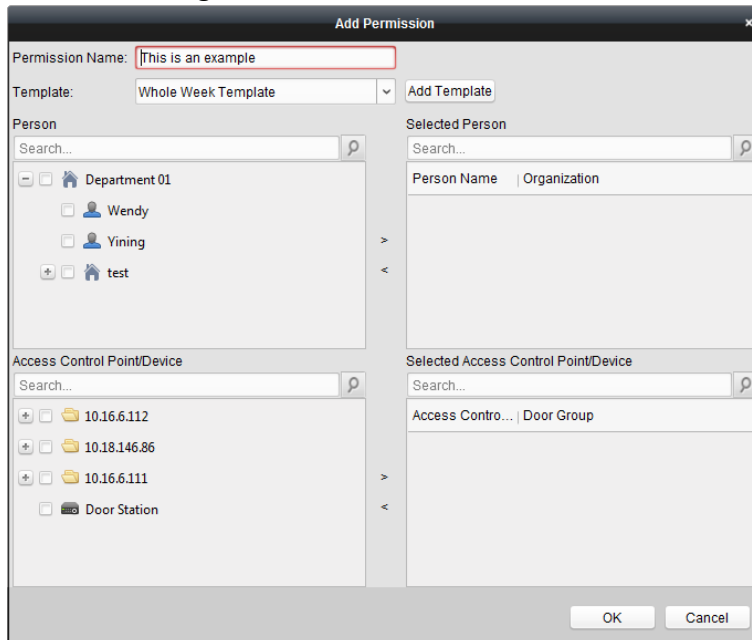 Add Permission
Permission Name: This is an example
Template: Whole Week Template Add Template
Person
Search...
Department 01
Wendy
Yining
test
>
<
Selected Person
Search...
Person Name Organization
Access Control Point/Device
Search...
10.16.6.112
10.18.146.86
10.16.6.111
Door Station
>
<
Selected Access Control Point/Device
Search...
Access Contro... Door Group
OK Cancel